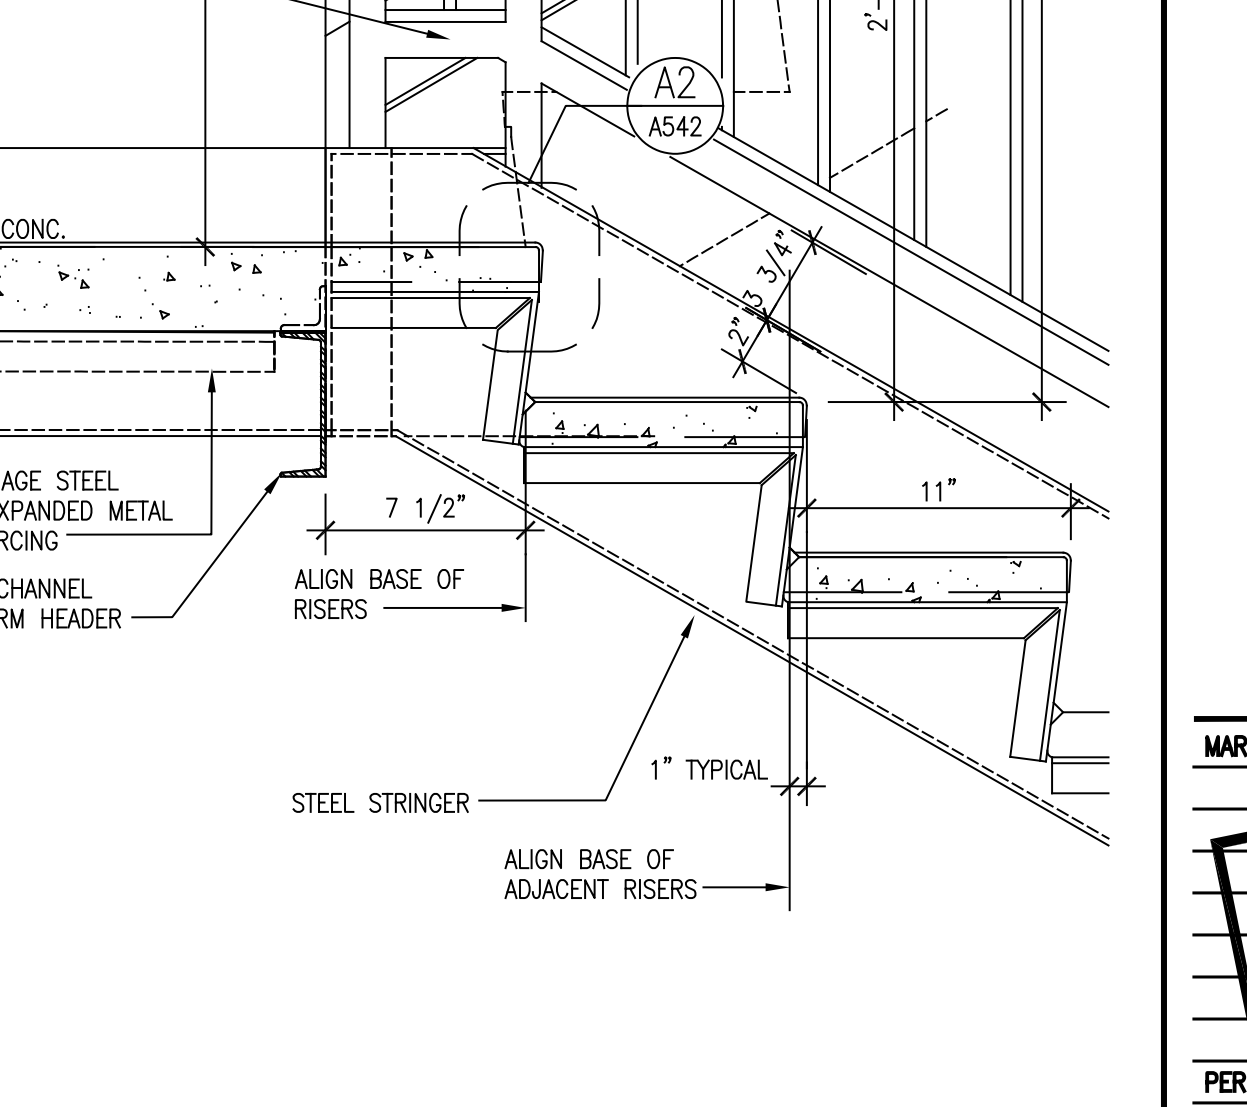 2'-
A2
A542
CONC.
3 3/4"
2"
AGE STEEL
XPANDED METAL
RCING
7 1/2"
11"
CHANNEL
RM HEADER
ALIGN BASE OF
RISERS
1" TYPICAL
STEEL STRINGER
ALIGN BASE OF
ADJACENT RISERS
MAR
PER